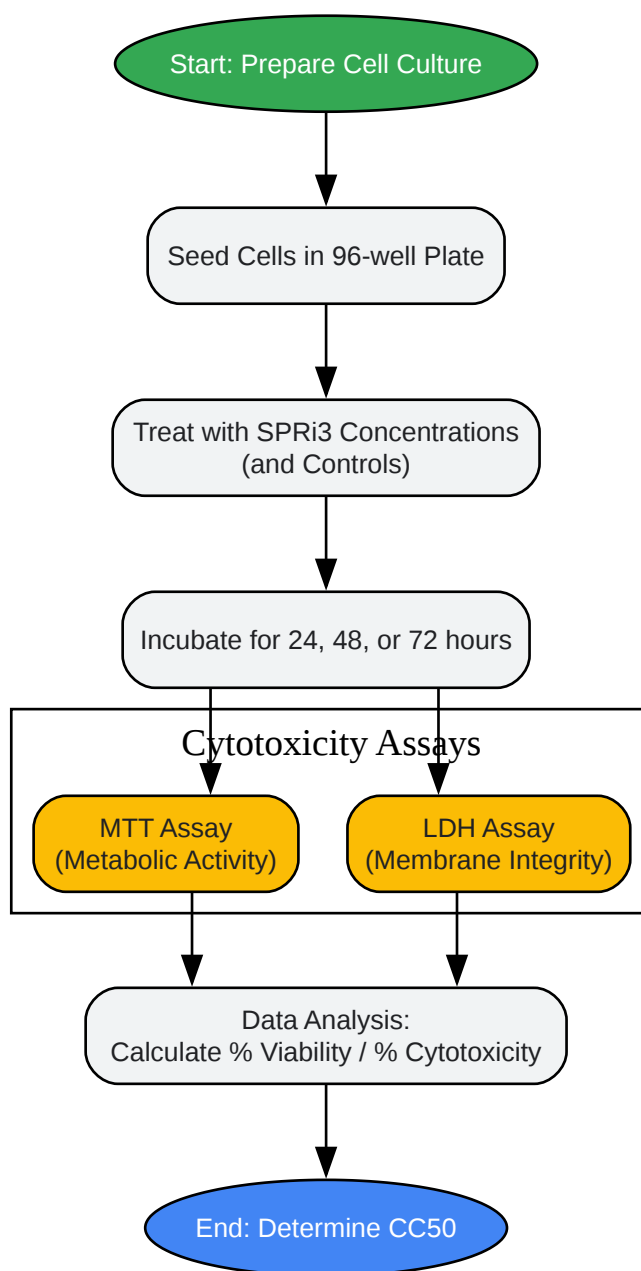 Start: Prepare Cell Culture
Seed Cells in 96-well Plate
Treat with SPRi3 Concentrations
(and Controls)
Incubate for 24, 48, or 72 hours
Cytotoxicity Assays
MTT Assay
(Metabolic Activity)
LDH Assay
(Membrane Integrity)
Data Analysis:
Calculate % Viability / % Cytotoxicity
End: Determine CC50